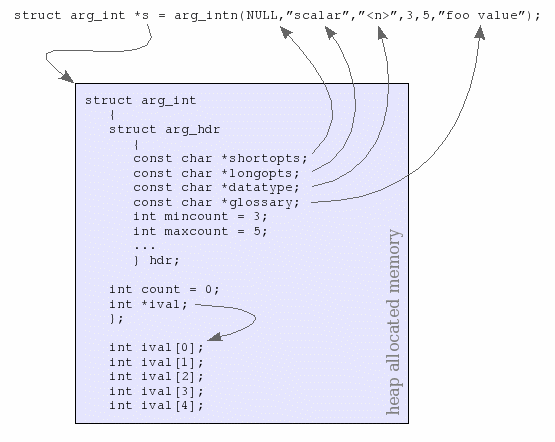 struct arg_int *s = arg_intn(NULL,"scalar","<n>",3,5,"foo value");
struct arg_int
{
struct arg_hdr
{
const char *shortopts;
const char *longopts;
const char *datatype;
const char *glossary;
int mincount = 3;
int maxcount = 5;
...
} hdr;
int count = 0;
int *ival;
};
int ival[0];
int ival[1];
int ival[2];
int ival[3];
int ival[4];
heap allocated memory